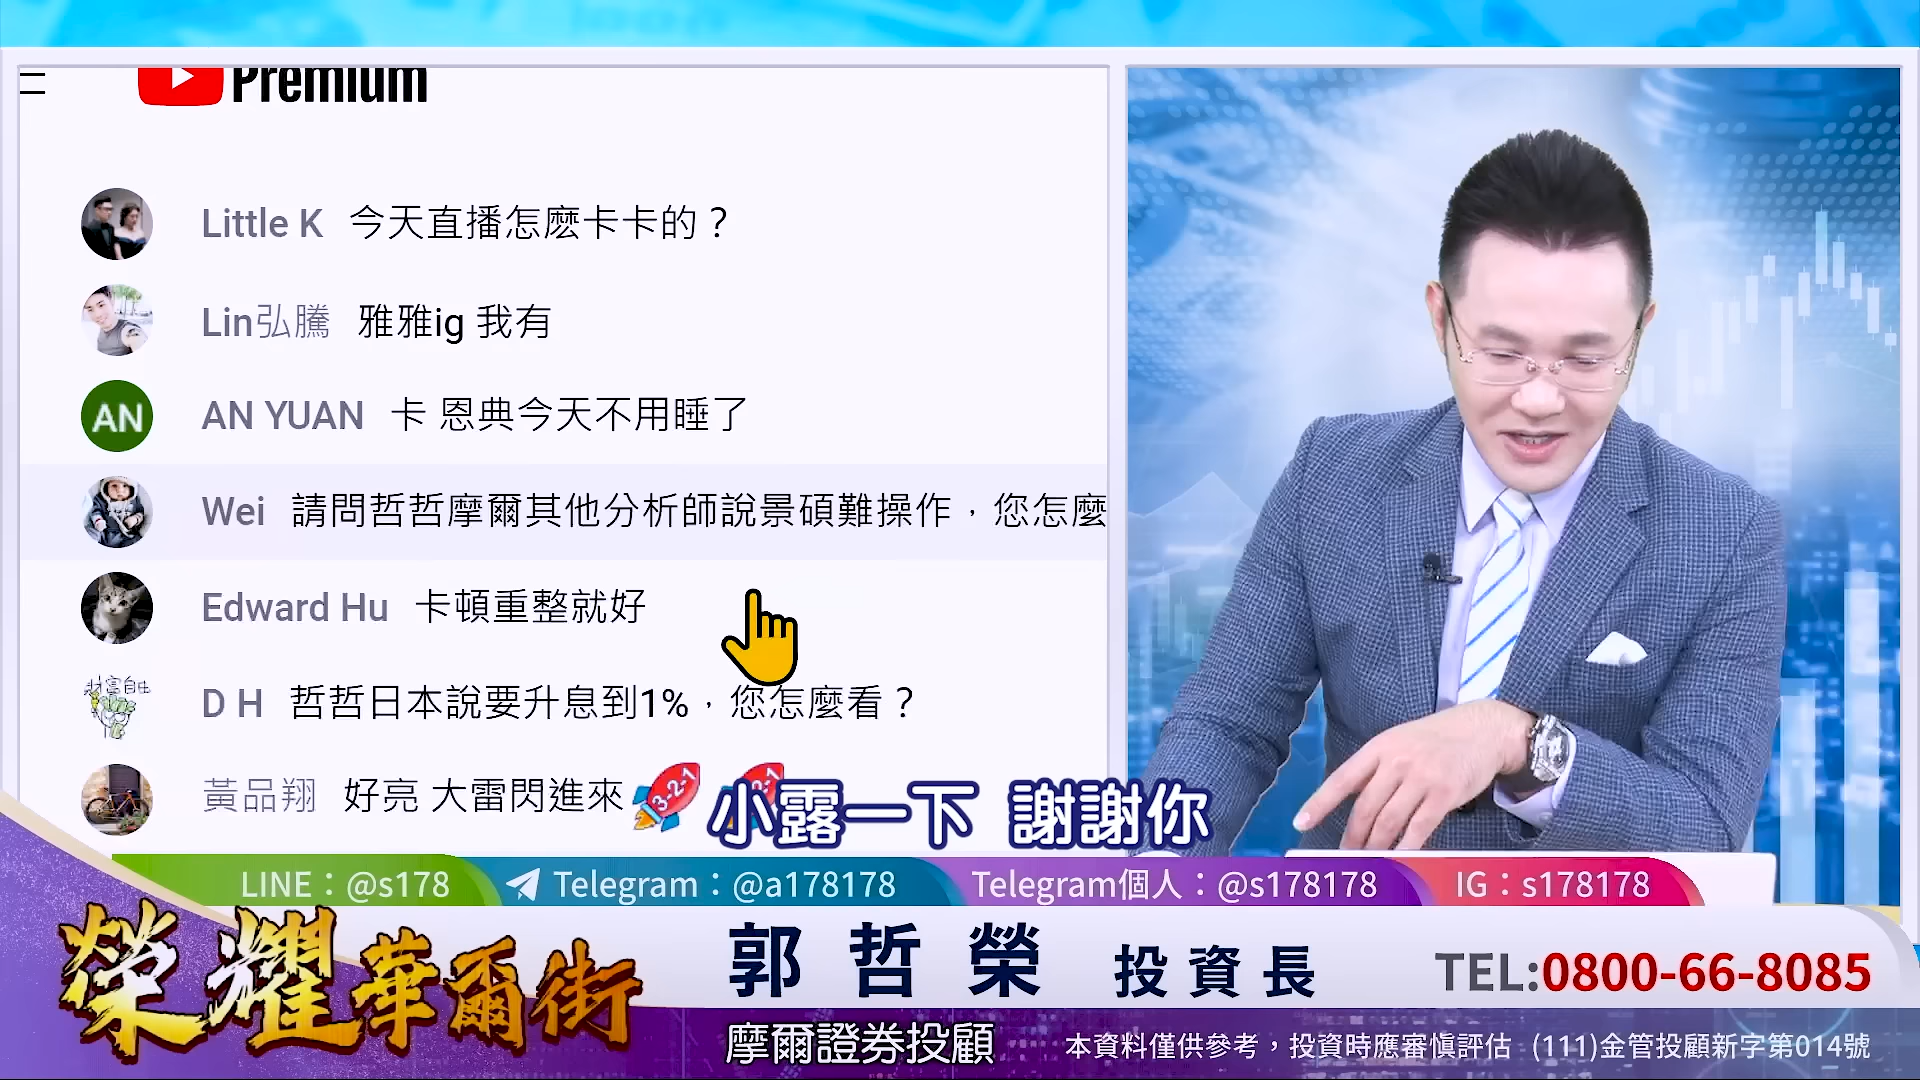 Premium
Little K 今天直播怎麼卡卡的？
Lin弘騰 雅雅ig 我有
AN AN YUAN 卡 恩典今天不用睡了
Wei 請問哲哲摩爾其他分析師說景碩難操作，您怎麼
Edward Hu 卡頓重整就好
財富自由
D H 哲哲日本說要升息到1%，您怎麼看？
黃品翔 好亮 大雷閃進來 3-2-1
小露一下 謝謝你
LINE：@s178 Telegram：@a178178 Telegram個人：@s178178 IG：s178178
榮耀華爾街
郭哲榮 投資長 TEL:0800-66-8085
摩爾證券投顧 本資料僅供參考，投資時應審慎評估 (111)金管投顧新字第014號